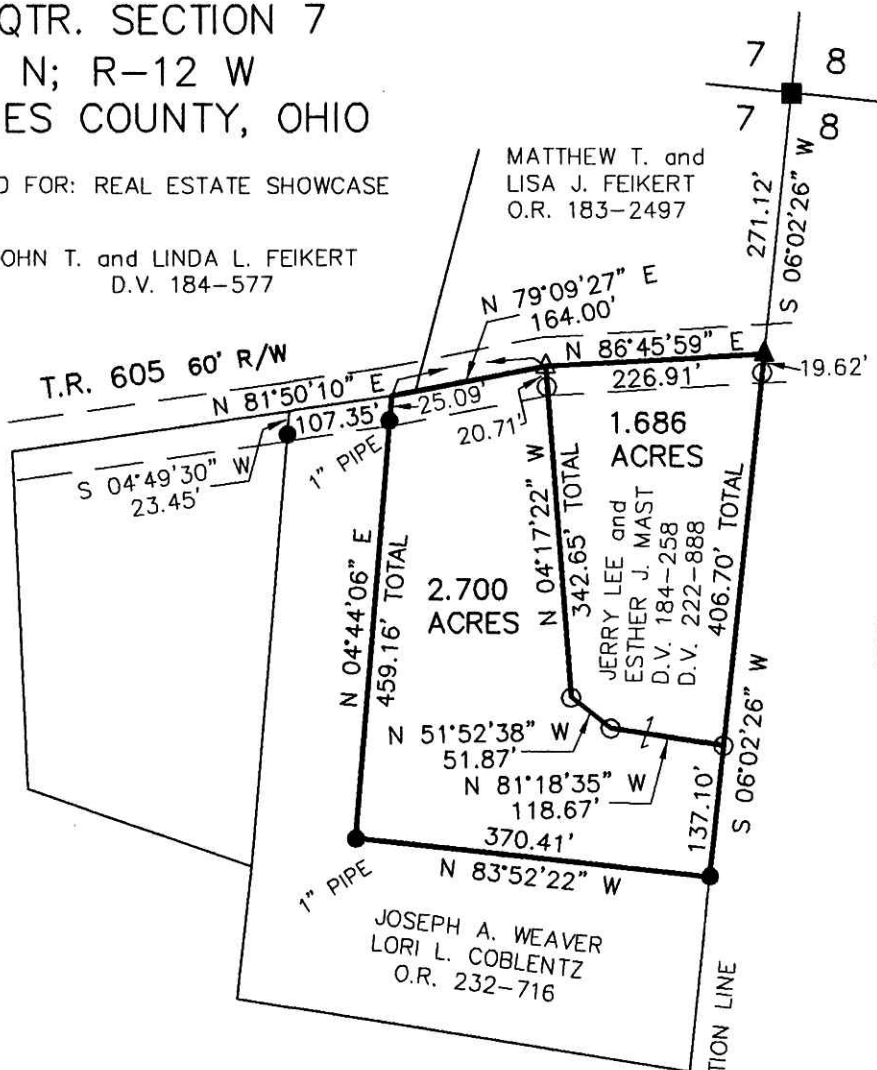 QTR. SECTION 7
N; R-12 W
ES COUNTY, OHIO
D FOR: REAL ESTATE SHOWCASE
OHN T. and LINDA L. FEIKERT
D.V. 184-577
MATTHEW T. and
LISA J. FEIKERT
O.R. 183-2497
7
8
7
8
271.12'
S 06°02'26" W
N 79°09'27" E
164.00'
T.R. 605 60' R/W
N 81°50'10" E
107.35'
25.09'
N 86°45'59" E
226.91'
19.62'
20.71'
1" PIPE
S 04°49'30" W
23.45'
1.686
ACRES
N 04°17'22" W
342.65' TOTAL
JERRY LEE and
ESTHER J. MAST
D.V. 184-258
D.V. 222-888
406.70' TOTAL
N 04°44'06" E
459.16' TOTAL
2.700
ACRES
N 51°52'38" W
51.87'
N 81°18'35" W
118.67'
137.10'
S 06°02'26" W
370.41'
N 83°52'22" W
1" PIPE
JOSEPH A. WEAVER
LORI L. COBLENTZ
O.R. 232-716
TION LINE